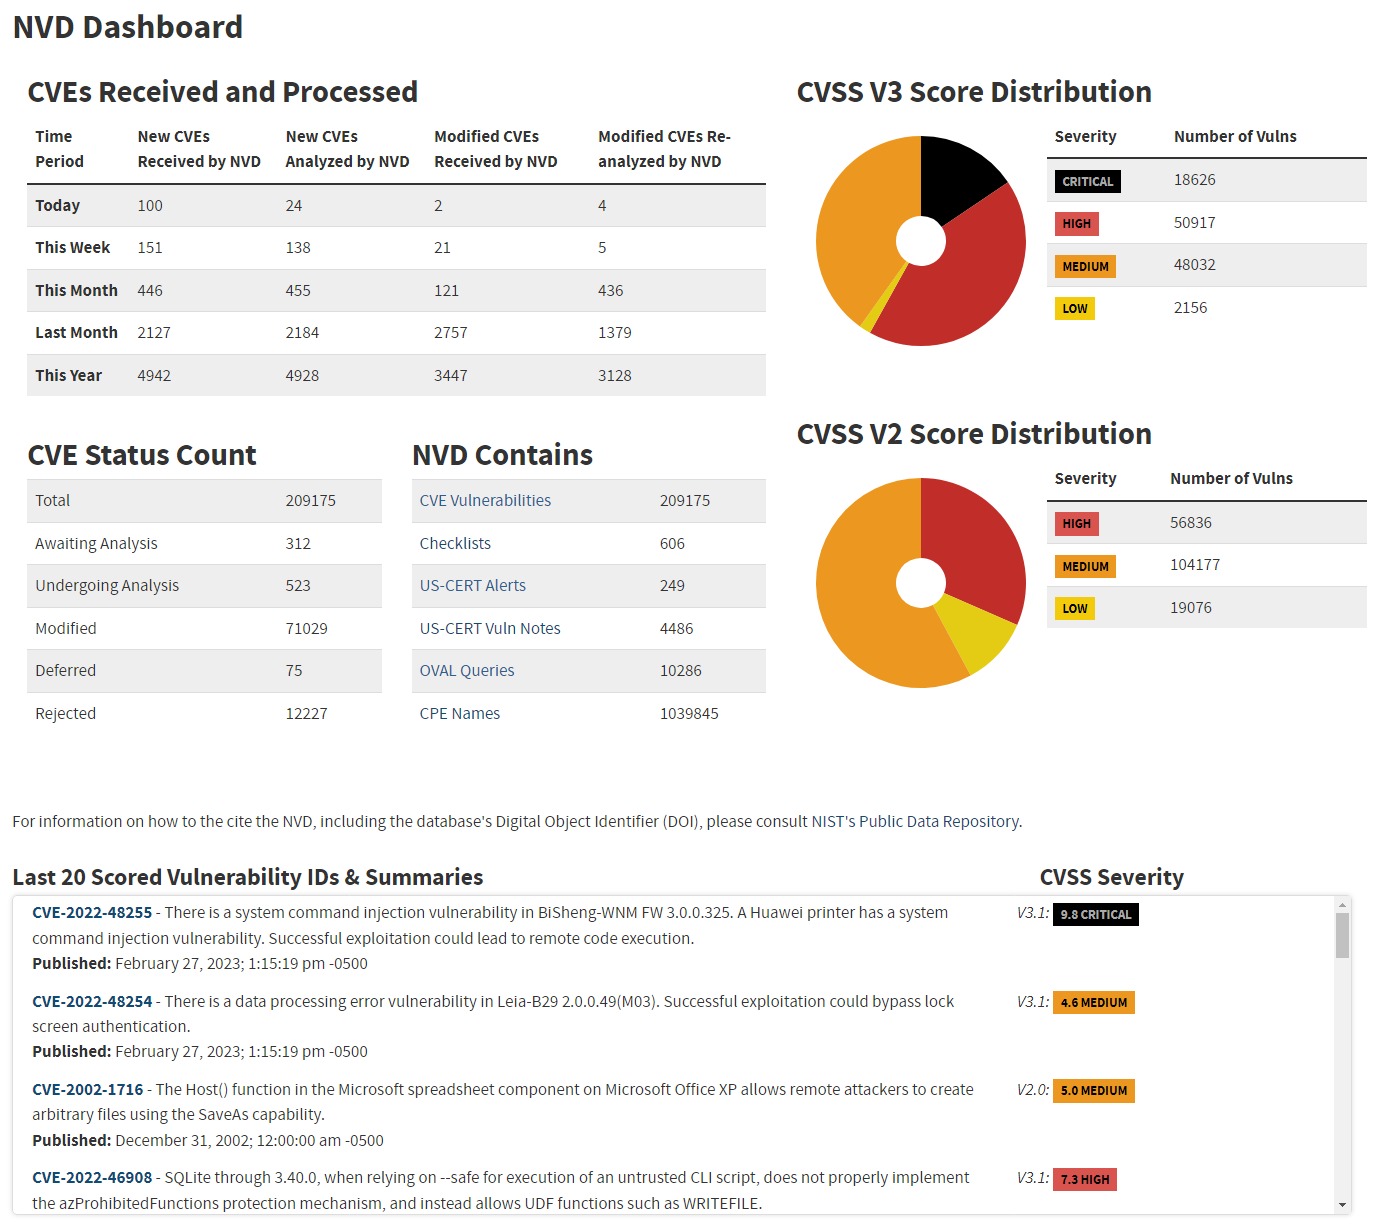 NVD Dashboard
CVEs Received and Processed
Time Period New CVEs Received by NVD New CVEs Analyzed by NVD Modified CVEs Received by NVD Modified CVEs Re-analyzed by NVD
Today 100 24 2 4
This Week 151 138 21 5
This Month 446 455 121 436
Last Month 2127 2184 2757 1379
This Year 4942 4928 3447 3128
CVSS V3 Score Distribution
Severity Number of Vulns
CRITICAL 18626
HIGH 50917
MEDIUM 48032
LOW 2156
CVE Status Count
Total 209175
Awaiting Analysis 312
Undergoing Analysis 523
Modified 71029
Deferred 75
Rejected 12227
NVD Contains
CVE Vulnerabilities 209175
Checklists 606
US-CERT Alerts 249
US-CERT Vuln Notes 4486
OVAL Queries 10286
CPE Names 1039845
CVSS V2 Score Distribution
Severity Number of Vulns
HIGH 56836
MEDIUM 104177
LOW 19076
For information on how to the cite the NVD, including the database's Digital Object Identifier (DOI), please consult NIST's Public Data Repository.
Last 20 Scored Vulnerability IDs & Summaries CVSS Severity
CVE-2022-48255 - There is a system command injection vulnerability in BiSheng-WNM FW 3.0.0.325. A Huawei printer has a system V3.1: 9.8 CRITICAL
command injection vulnerability. Successful exploitation could lead to remote code execution.
Published: February 27, 2023; 1:15:19 pm -0500
CVE-2022-48254 - There is a data processing error vulnerability in Leia-B29 2.0.0.49(M03). Successful exploitation could bypass lock V3.1: 4.6 MEDIUM
screen authentication.
Published: February 27, 2023; 1:15:19 pm -0500
CVE-2002-1716 - The Host() function in the Microsoft spreadsheet component on Microsoft Office XP allows remote attackers to create V2.0: 5.0 MEDIUM
arbitrary files using the SaveAs capability.
Published: December 31, 2002; 12:00:00 am -0500
CVE-2022-46908 - SQLite through 3.40.0, when relying on --safe for execution of an untrusted CLI script, does not properly implement V3.1: 7.3 HIGH
the azProhibitedFunctions protection mechanism, and instead allows UDF functions such as WRITEFILE.